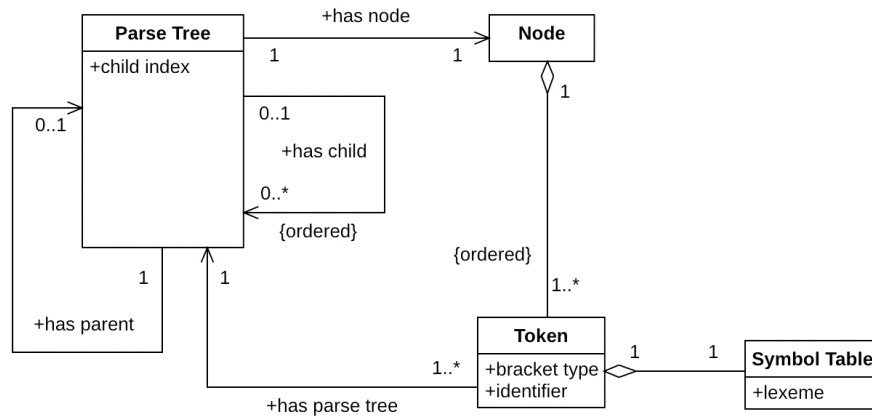 +has node
Parse Tree
Node
1
1
+child index
1
0..1
0..1
+has child
0..*
{ordered}
{ordered}
1
1
1..*
+has parent
Token
1
1
Symbol Table
1..*
+bracket type
+identifier
+lexeme
+has parse tree